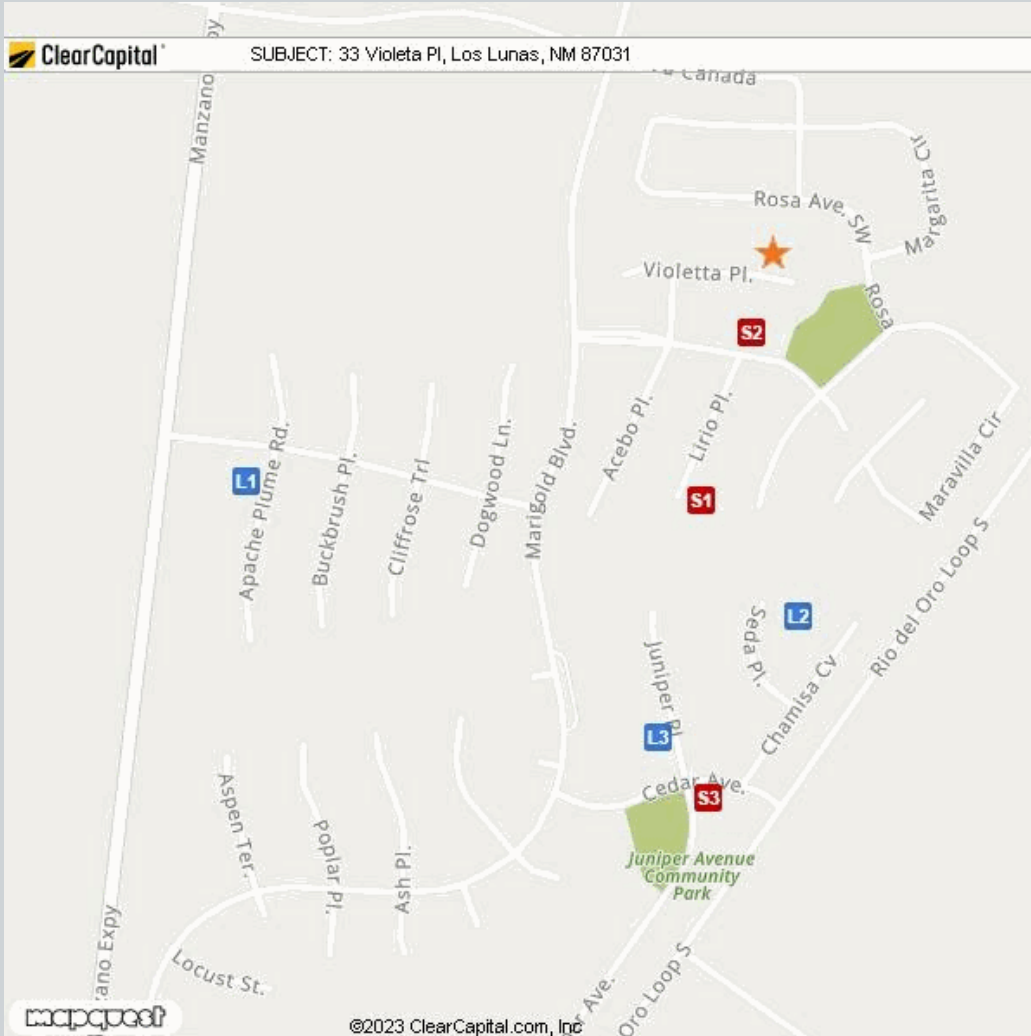 ClearCapital
SUBJECT: 33 Violeta Pl, Los Lunas, NM 87031
Manzano
Canada
Margarita Cir
Rosa Ave. SW
Margarita
Violetta Pl.
Rosa
S2
Acebo Pl.
Lirio Pl.
Maravilla Cir
L1
Apache Plume Rd.
Buckbrush Pl.
Cliffrose Trl
Dogwood Ln.
Marigold Blvd.
S1
Rio del Oro Loop S
L2
Seda Pl.
Juniper Pl
Chamisa Cv
L3
Cedar Ave.
S3
Juniper Avenue
Community
Park
Aspen Ter.
Poplar Pl.
Ash Pl.
Locust St.
Expy
Ave.
Oro Loop S
mapquest
©2023 ClearCapital.com, Inc